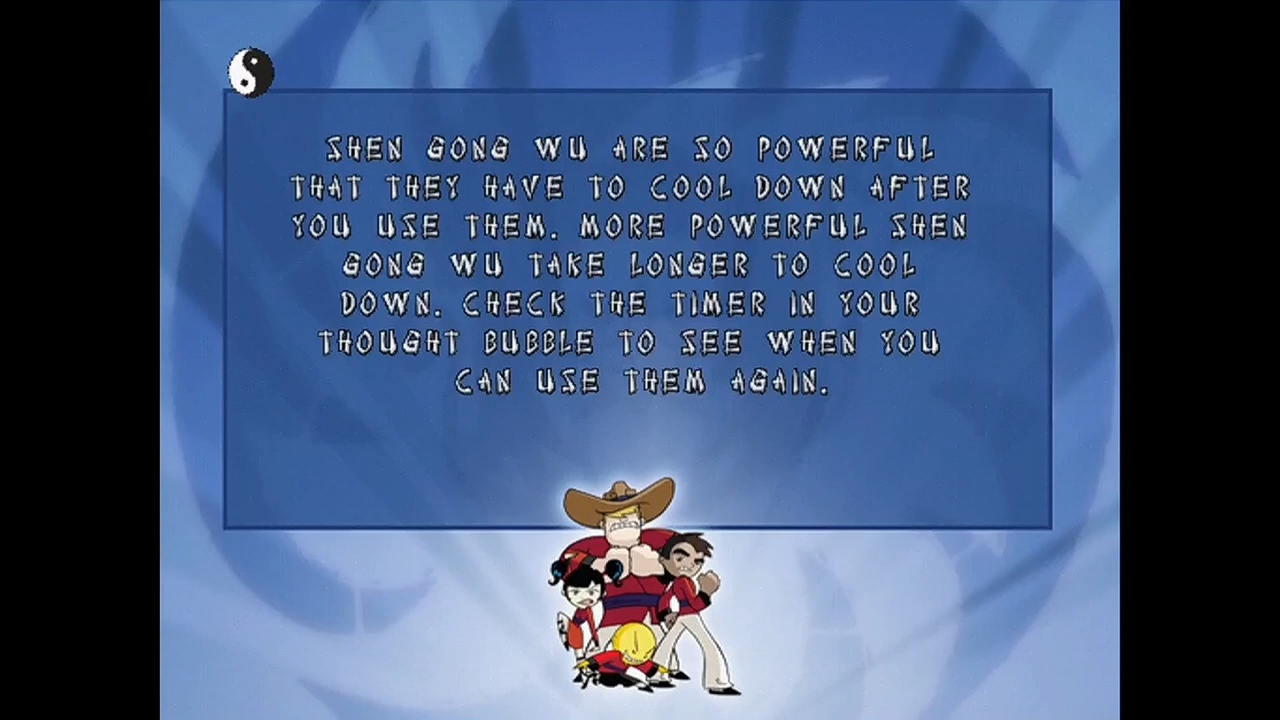 SHEN GONG WU ARE SO POWERFUL
THAT THEY HAVE TO COOL DOWN AFTER
YOU USE THEM. MORE POWERFUL SHEN
GONG WU TAKE LONGER TO COOL
DOWN. CHECK THE TIMER IN YOUR
THOUGHT BUBBLE TO SEE WHEN YOU
CAN USE THEM AGAIN.